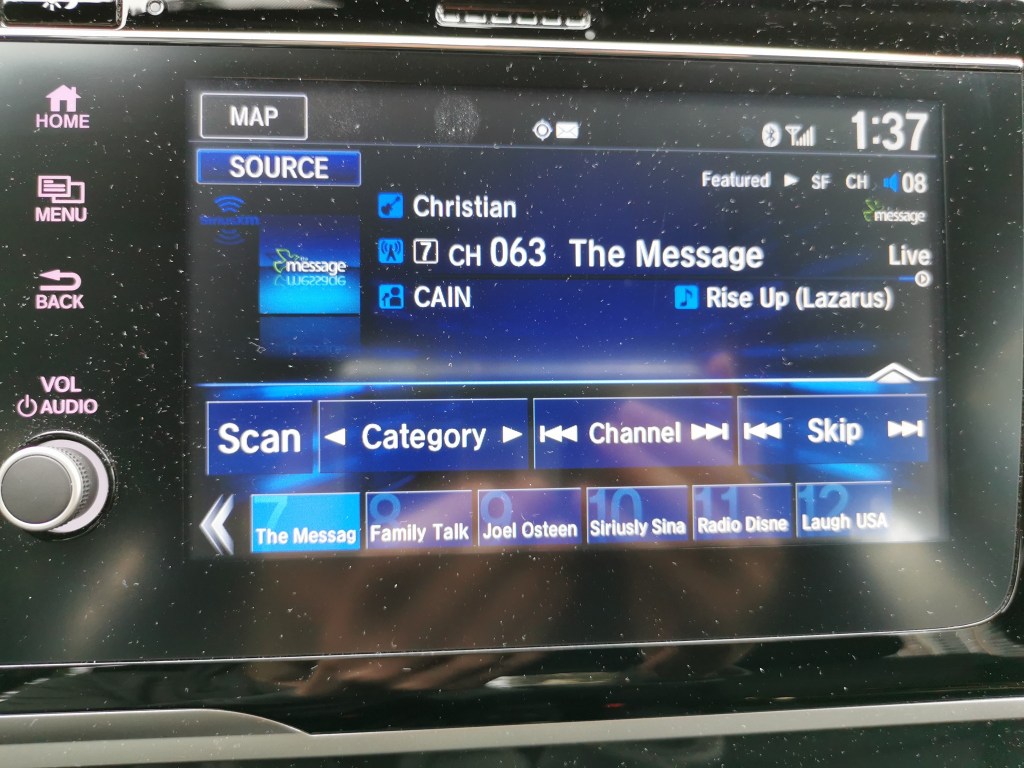 HOME
MENU
BACK
VOL
AUDIO
MAP
1:37
SOURCE
Featured SF CH 08
SiriusXM
Christian
message
7 CH 063 The Message Live
message
CAIN Rise Up (Lazarus)
Scan Category Channel Skip
7 8 9 10 11 12
The Messag Family Talk Joel Osteen Siriusly Sina Radio Disne Laugh USA